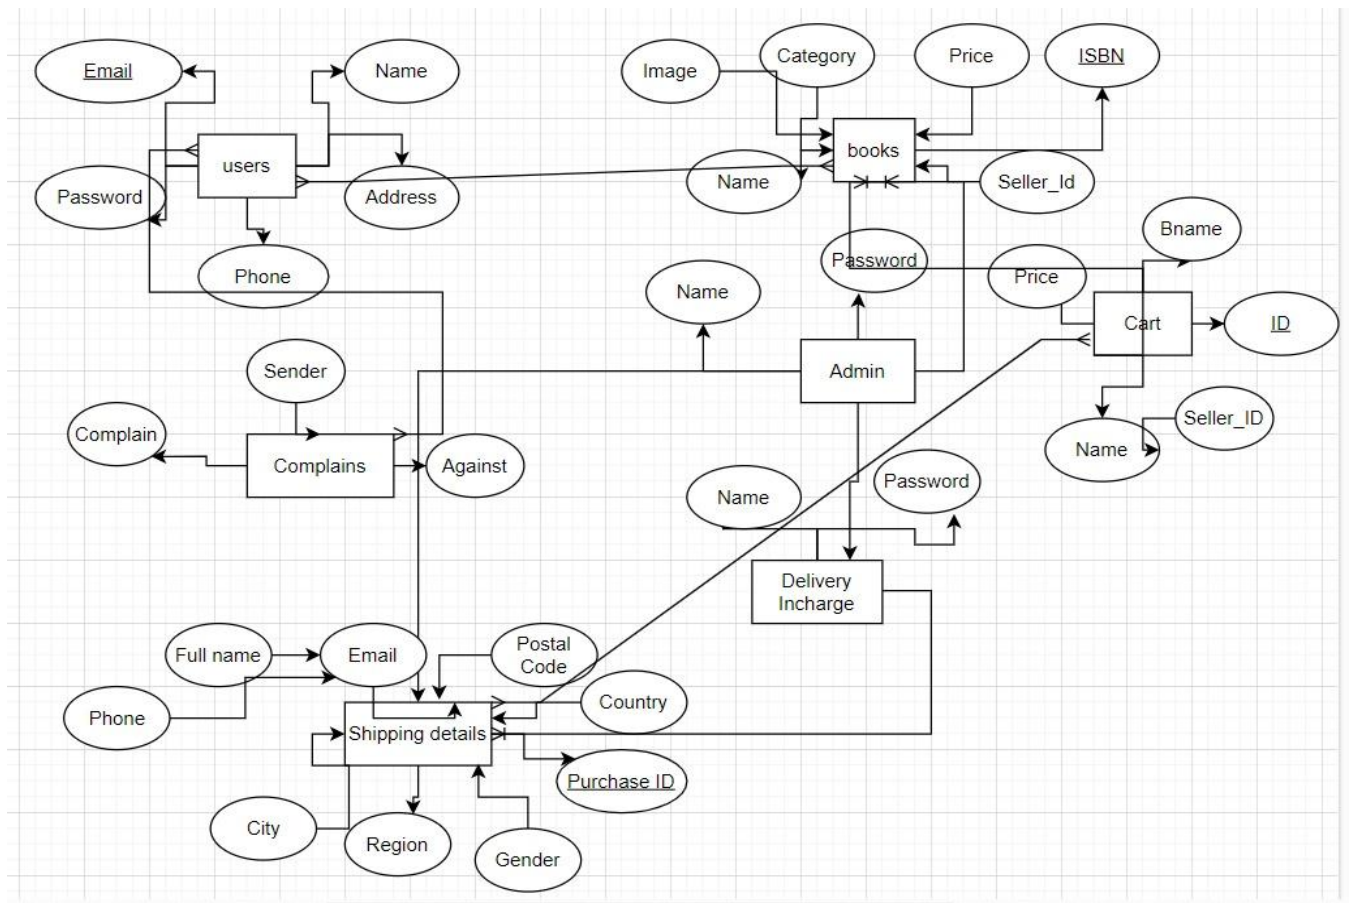 Email
Name
Image
Category
Price
ISBN
users
books
Password
Address
Name
Seller_Id
Phone
Bname
Password
Price
Name
Cart
ID
Sender
Admin
Complain
Complains
Against
Seller_ID
Name
Name
Password
Delivery
Incharge
Full name
Email
Postal
Code
Phone
Country
Shipping details
Purchase ID
City
Region
Gender